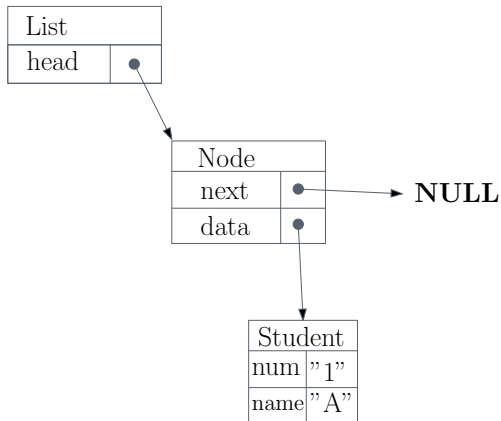 List
head
Node
next
NULL
data
Student
num "1"
name "A"